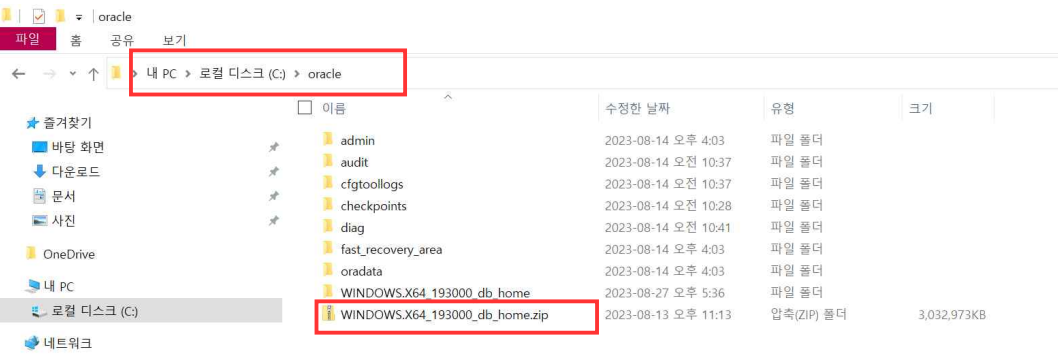 oracle
파일 홈 공유 보기
내 PC > 로컬 디스크 (C:) > oracle
이름 수정한 날짜 유형 크기
즐겨찾기
바탕 화면
다운로드
문서
사진
OneDrive
내 PC
로컬 디스크 (C:)
네트워크
admin 2023-08-14 오후 4:03 파일 폴더
audit 2023-08-14 오전 10:37 파일 폴더
cfgtoollogs 2023-08-14 오전 10:37 파일 폴더
checkpoints 2023-08-14 오전 10:28 파일 폴더
diag 2023-08-14 오전 10:41 파일 폴더
fast_recovery_area 2023-08-14 오후 4:03 파일 폴더
oradata 2023-08-14 오후 4:03 파일 폴더
WINDOWS.X64_193000_db_home 2023-08-27 오후 5:36 파일 폴더
WINDOWS.X64_193000_db_home.zip 2023-08-13 오후 11:13 압축(ZIP) 폴더 3,032,973KB